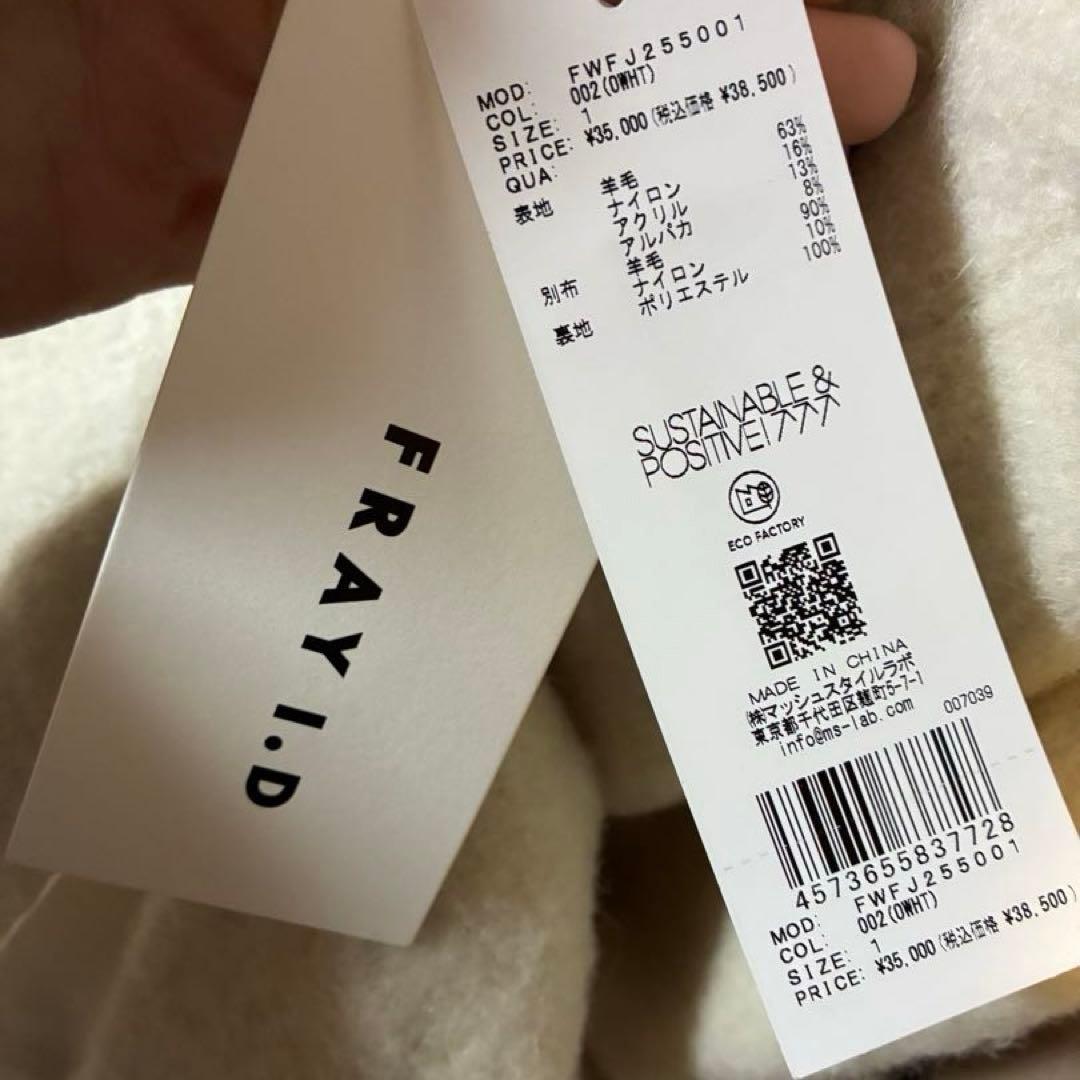 FRAY I.D
MOD: FWFJ255001
COL: 002(OWHT)
SIZE: 1
PRICE: ¥35,000(税込価格 ¥38,500)
QUA:
表地 羊毛 63%
ナイロン 16%
アクリル 13%
アルパカ 8%
別布 羊毛 90%
ナイロン 10%
裏地 ポリエステル 100%
SUSTAINABLE &
POSITIVE!↗↗↗
ECO FACTORY
MADE IN CHINA
(株)マッシュスタイルラボ
東京都千代田区麹町5-7-1
info@ms-lab.com 007039
4573655837728
MOD: FWFJ255001
COL: 002(OWHT)
SIZE: 1
PRICE: ¥35,000(税込価格 ¥38,500)